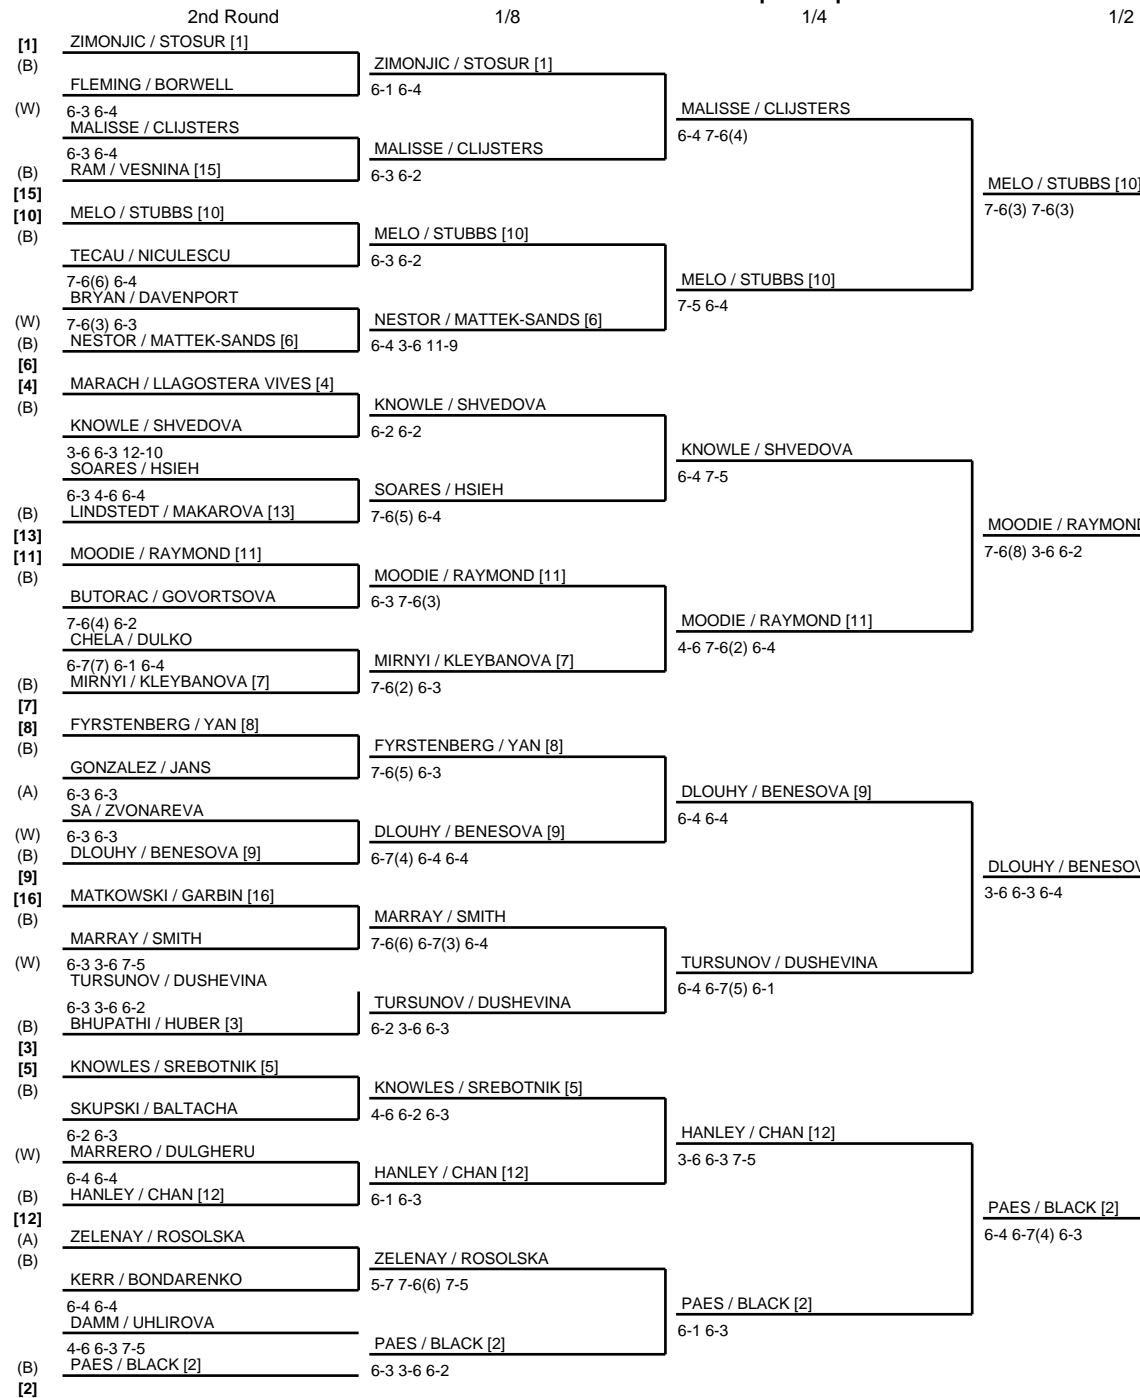 2nd Round 1/8 1/4 1/2
[1] ZIMONJIC / STOSUR [1]
(B) ZIMONJIC / STOSUR [1]
FLEMING / BORWELL 6-1 6-4
(W) 6-3 6-4 MALISSE / CLIJSTERS
MALISSE / CLIJSTERS 6-4 7-6(4)
6-3 6-4 MALISSE / CLIJSTERS
(B) RAM / VESNINA [15] 6-3 6-2
[15] MELO / STUBBS [10]
[10] MELO / STUBBS [10] 7-6(3) 7-6(3)
(B) MELO / STUBBS [10]
TECAU / NICULESCU 6-3 6-2
7-6(6) 6-4 MELO / STUBBS [10]
BRYAN / DAVENPORT 7-5 6-4
(W) 7-6(3) 6-3 NESTOR / MATTEK-SANDS [6]
(B) NESTOR / MATTEK-SANDS [6] 6-4 3-6 11-9
[6]
[4] MARACH / LLAGOSTERA VIVES [4]
(B) KNOWLE / SHVEDOVA
KNOWLE / SHVEDOVA 6-2 6-2
3-6 6-3 12-10 KNOWLE / SHVEDOVA
SOARES / HSIEH 6-4 7-5
6-3 4-6 6-4 SOARES / HSIEH
(B) LINDSTEDT / MAKAROVA [13] 7-6(5) 6-4
[13] MOODIE / RAYMOND
[11] MOODIE / RAYMOND [11] 7-6(8) 3-6 6-2
(B) MOODIE / RAYMOND [11]
BUTORAC / GOVORTSOVA 6-3 7-6(3)
7-6(4) 6-2 MOODIE / RAYMOND [11]
CHELA / DULKO 4-6 7-6(2) 6-4
6-7(7) 6-1 6-4 MIRNYI / KLEYBANOVA [7]
(B) MIRNYI / KLEYBANOVA [7] 7-6(2) 6-3
[7]
[8] FYRSTENBERG / YAN [8]
(B) FYRSTENBERG / YAN [8]
GONZALEZ / JANS 7-6(5) 6-3
(A) 6-3 6-3 DLOUHY / BENESOVA [9]
SA / ZVONAREVA 6-4 6-4
(W) 6-3 6-3 DLOUHY / BENESOVA [9]
(B) DLOUHY / BENESOVA [9] 6-7(4) 6-4 6-4
[9] DLOUHY / BENESOV
[16] MATKOWSKI / GARBIN [16] 3-6 6-3 6-4
(B) MARRAY / SMITH
MARRAY / SMITH 7-6(6) 6-7(3) 6-4
(W) 6-3 3-6 7-5 TURSUNOV / DUSHEVINA
TURSUNOV / DUSHEVINA 6-4 6-7(5) 6-1
6-3 3-6 6-2 TURSUNOV / DUSHEVINA
(B) BHUPATHI / HUBER [3] 6-2 3-6 6-3
[3]
[5] KNOWLES / SREBOTNIK [5]
(B) KNOWLES / SREBOTNIK [5]
SKUPSKI / BALTACHA 4-6 6-2 6-3
6-2 6-3 HANLEY / CHAN [12]
(W) MARRERO / DULGHERU 3-6 6-3 7-5
6-4 6-4 HANLEY / CHAN [12]
(B) HANLEY / CHAN [12] 6-1 6-3
[12] PAES / BLACK [2]
(A) ZELENAY / ROSOLSKA 6-4 6-7(4) 6-3
(B) ZELENAY / ROSOLSKA
KERR / BONDARENKO 5-7 7-6(6) 7-5
6-4 6-4 PAES / BLACK [2]
DAMM / UHLIROVA 6-1 6-3
4-6 6-3 7-5 PAES / BLACK [2]
(B) PAES / BLACK [2] 6-3 3-6 6-2
[2]